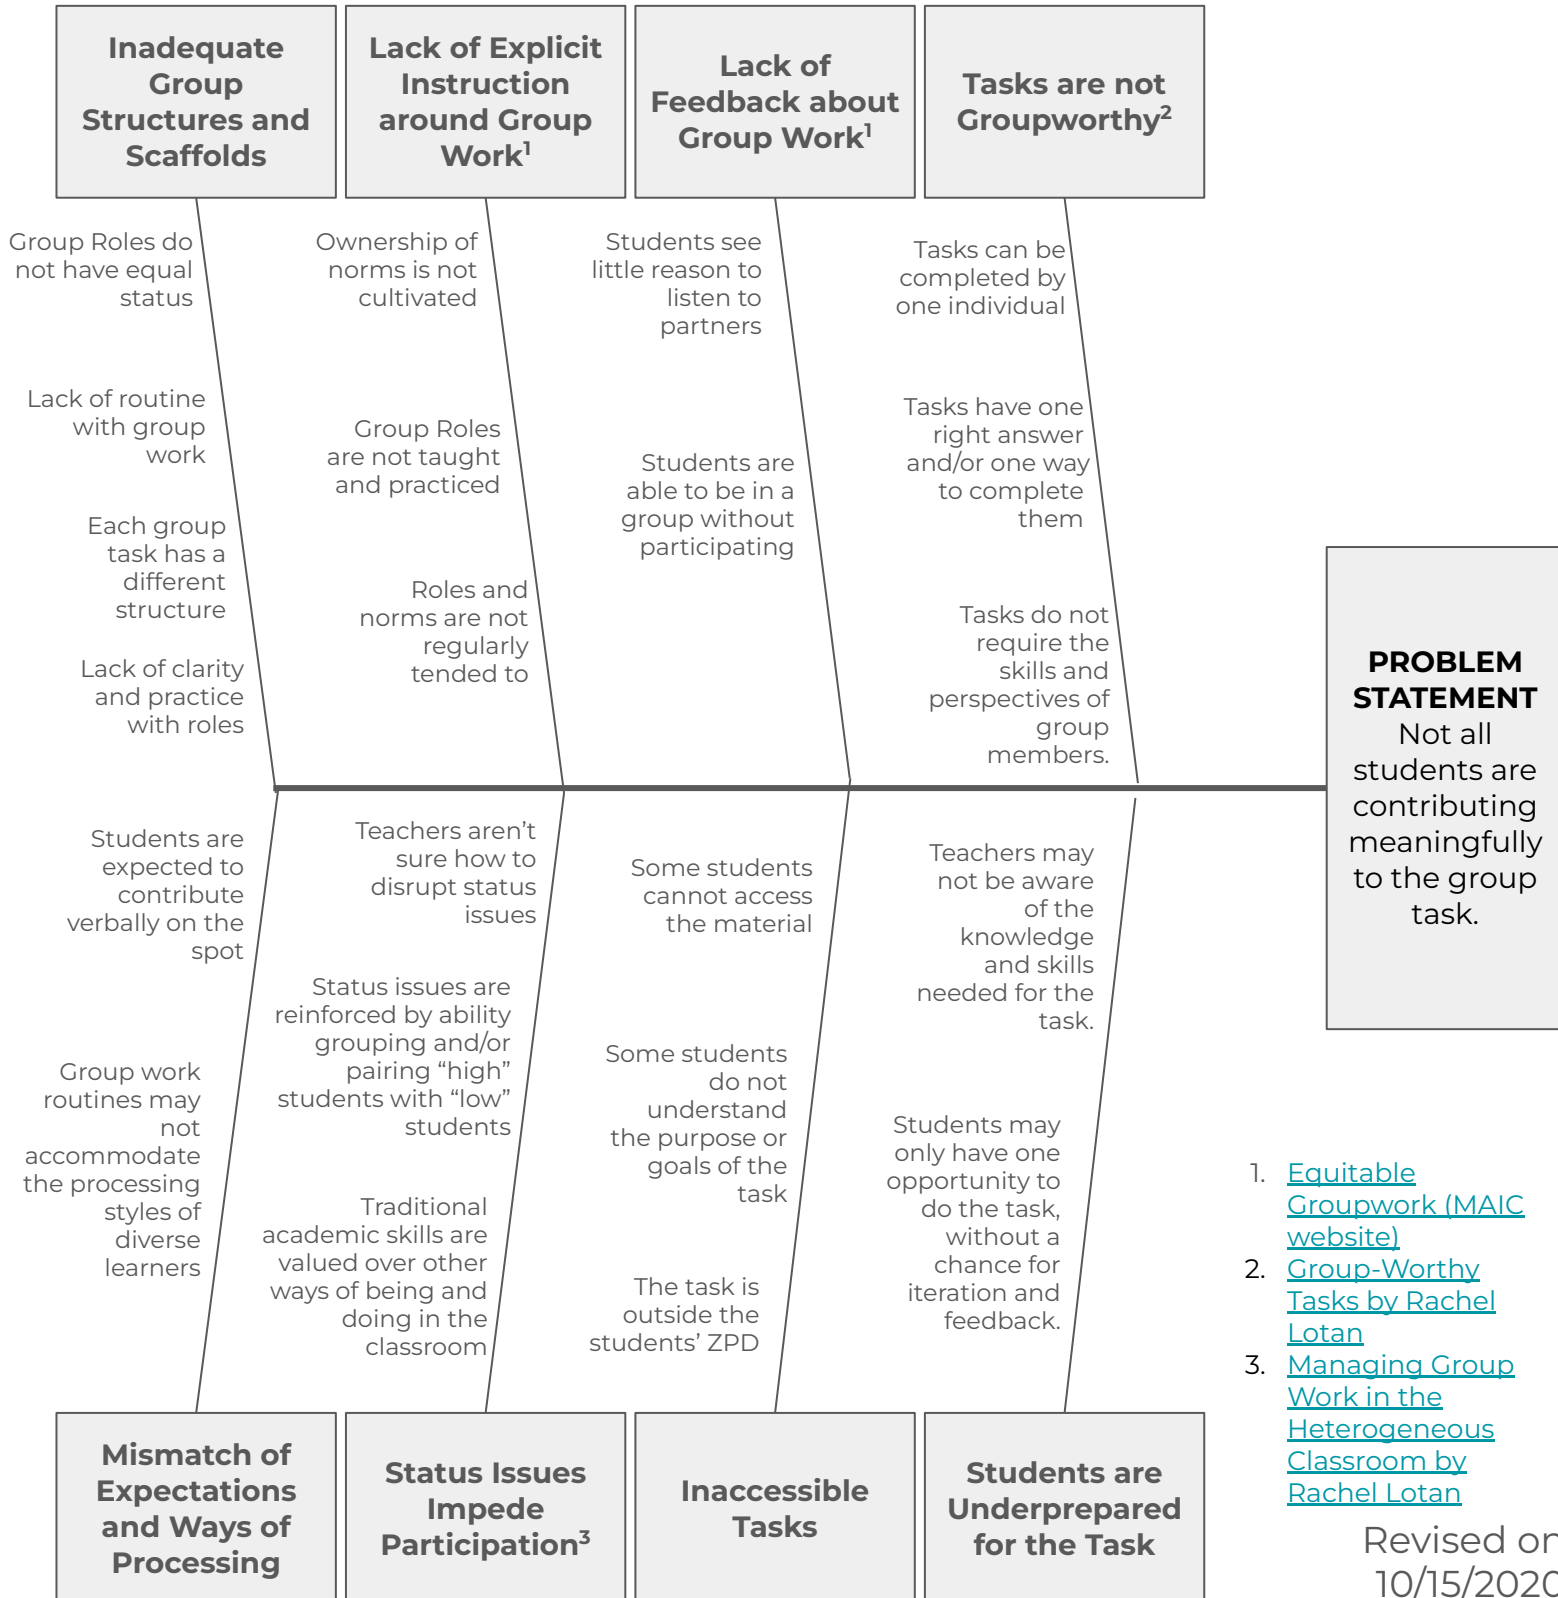 Inadequate
Group
Structures and
Scaffolds
Lack of Explicit
Instruction
around Group
Work1
Lack of
Feedback about
Group Work1
Tasks are not
Groupworthy2
Group Roles do
not have equal
status
Lack of routine
with group
work
Each group
task has a
different
structure
Lack of clarity
and practice
with roles
Ownership of
norms is not
cultivated
Group Roles
are not taught
and practiced
Roles and
norms are not
regularly
tended to
Students see
little reason to
listen to
partners
Students are
able to be in a
group without
participating
Tasks can be
completed by
one individual
Tasks have one
right answer
and/or one way
to complete
them
Tasks do not
require the
skills and
perspectives of
group
members.
PROBLEM
STATEMENT
Not all
students are
contributing
meaningfully
to the group
task.
Students are
expected to
contribute
verbally on the
spot
Group work
routines may
not
accommodate
the processing
styles of
diverse
learners
Teachers aren’t
sure how to
disrupt status
issues
Status issues are
reinforced by ability
grouping and/or
pairing “high”
students with “low”
students
Traditional
academic skills are
valued over other
ways of being and
doing in the
classroom
Some students
cannot access
the material
Some students
do not
understand
the purpose or
goals of the
task
The task is
outside the
students’ ZPD
Teachers may
not be aware
of the
knowledge
and skills
needed for the
task.
Students may
only have one
opportunity to
do the task,
without a
chance for
iteration and
feedback.
Mismatch of
Expectations
and Ways of
Processing
Status Issues
Impede
Participation3
Inaccessible
Tasks
Students are
Underprepared
for the Task
1. Equitable
Groupwork (MAIC
website)
2. Group-Worthy
Tasks by Rachel
Lotan
3. Managing Group
Work in the
Heterogeneous
Classroom by
Rachel Lotan
Revised on
10/15/2020